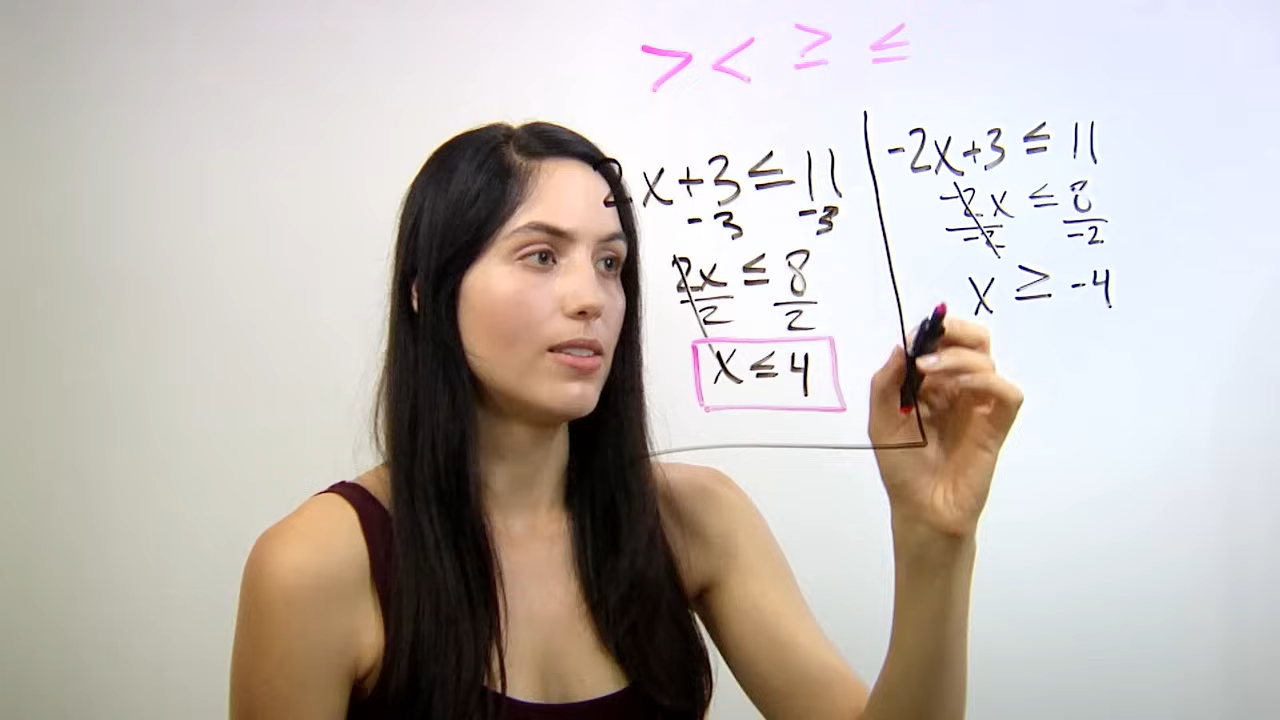 > < ≥ ≤
2x+3 ≤ 11
-3 -3
2x ≤ 8
2 2
x ≤ 4
-2x+3 ≤ 11
-2x ≤ 8
-2 -2
x ≥ -4